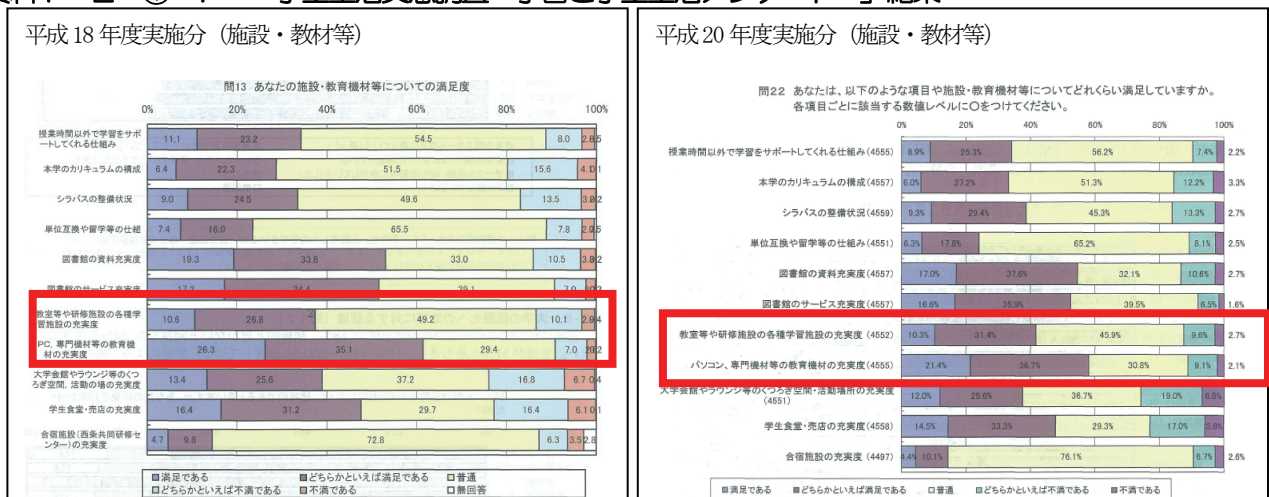 平成 18 年度実施分（施設・教材等）
問13 あなたの施設・教育機材等についての満足度
0% 20% 40% 60% 80% 100%
授業時間以外で学習をサポ
ートしてくれる仕組み
11.1 23.2 54.5 8.0
本学のカリキュラムの構成 6.4 22.3 51.5 15.6
シラバスの整備状況 9.0 24.5 49.6 13.5
単位互換や留学等の仕組 7.4 16.0 65.5 7.8
図書館の資料充実度 19.3 33.8 33.0 10.5
図書館のサービス充実度 17.3 34.4 39.1 7.0
教室等や研修施設の各種学
習施設の充実度
10.6 26.8 49.2 10.1
PC、専門機材等の教育機
材の充実度
26.3 35.1 29.4 7.0
大学会館やラウンジ等のくつ
ろぎ空間、活動の場の充実度
13.4 25.6 37.2 16.8 6.7 0.4
学生食堂・売店の充実度 16.4 31.2 29.7 16.4 6.1 0.1
合宿施設(西条共同研修セ
ンター)の充実度
4.7 9.8 72.8 6.3 3.5 2.8
■満足である ■どちらかといえば満足である □普通
□どちらかといえば不満である ■不満である □無回答
平成 20 年度実施分（施設・教材等）
問22 あなたは、以下のような項目や施設・教育機材等についてどれくらい満足していますか。
各項目ごとに該当する数値レベルに○をつけてください。
0% 20% 40% 60% 80% 100%
授業時間以外で学習をサポートしてくれる仕組み(4555) 8.9% 25.3% 56.2% 7.4% 2.2%
本学のカリキュラムの構成(4557) 6.0% 27.2% 51.3% 12.2% 3.3%
シラバスの整備状況(4559) 9.3% 29.4% 45.3% 13.3% 2.7%
単位互換や留学等の仕組み(4551) 6.3% 17.8% 65.2% 8.1% 2.5%
図書館の資料充実度(4557) 17.0% 37.6% 32.1% 10.6% 2.7%
図書館のサービス充実度(4557) 16.6% 35.9% 39.5% 6.5% 1.6%
教室等や研修施設の各種学習施設の充実度(4552) 10.3% 31.4% 45.9% 9.6% 2.7%
パソコン、専門機材等の教育機材の充実度(4555) 21.4% 36.7% 30.8% 9.1% 2.1%
大学会館やラウンジ等のくつろぎ空間・活動場所の充実度
(4551)
12.0% 25.6% 36.7% 19.0% 6.8%
学生食堂・売店の充実度(4558) 14.5% 33.3% 29.3% 17.0% 5.8%
合宿施設の充実度(4497) 4.4% 10.1% 76.1% 6.7% 2.6%
■満足である ■どちらかといえば満足である □普通 ■どちらかといえば不満である ■不満である